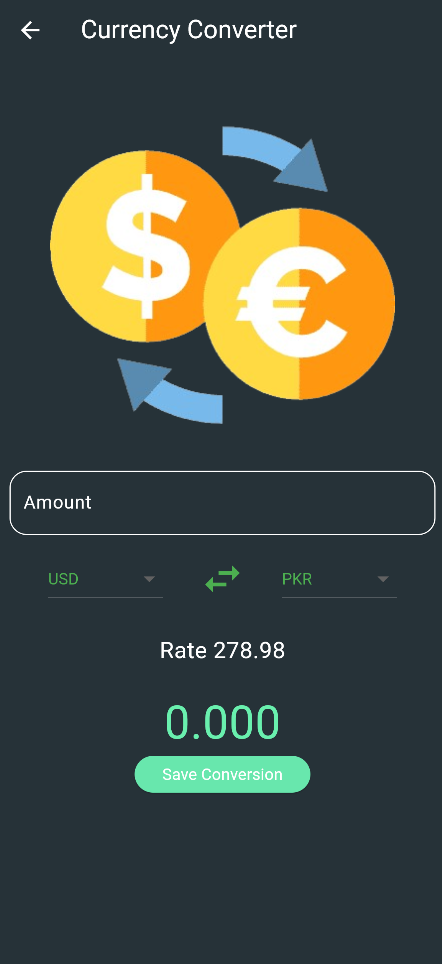 Currency Converter
$
€
Amount
USD
PKR
Rate 278.98
0.000
Save Conversion